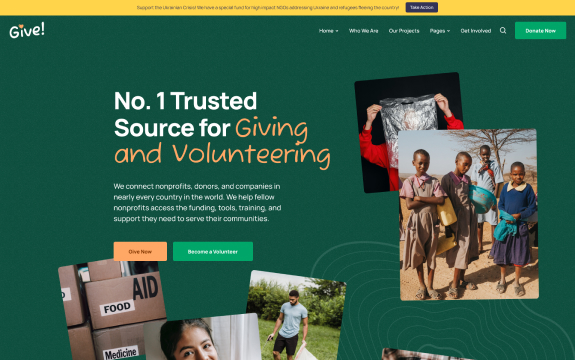 Support the Ukrainian Crisis! We have a special fund for high impact NGOs addressing Ukraine and refugees fleeing the country!
Take Action
Give!
Home
Who We Are
Our Projects
Pages
Get Involved
Donate Now
No. 1 Trusted
Source for Giving
and Volunteering
We connect nonprofits, donors, and companies in
nearly every country in the world. We help fellow
nonprofits access the funding, tools, training, and
support they need to serve their communities.
Give Now
Become a Volunteer
AID
FOOD
Medicine